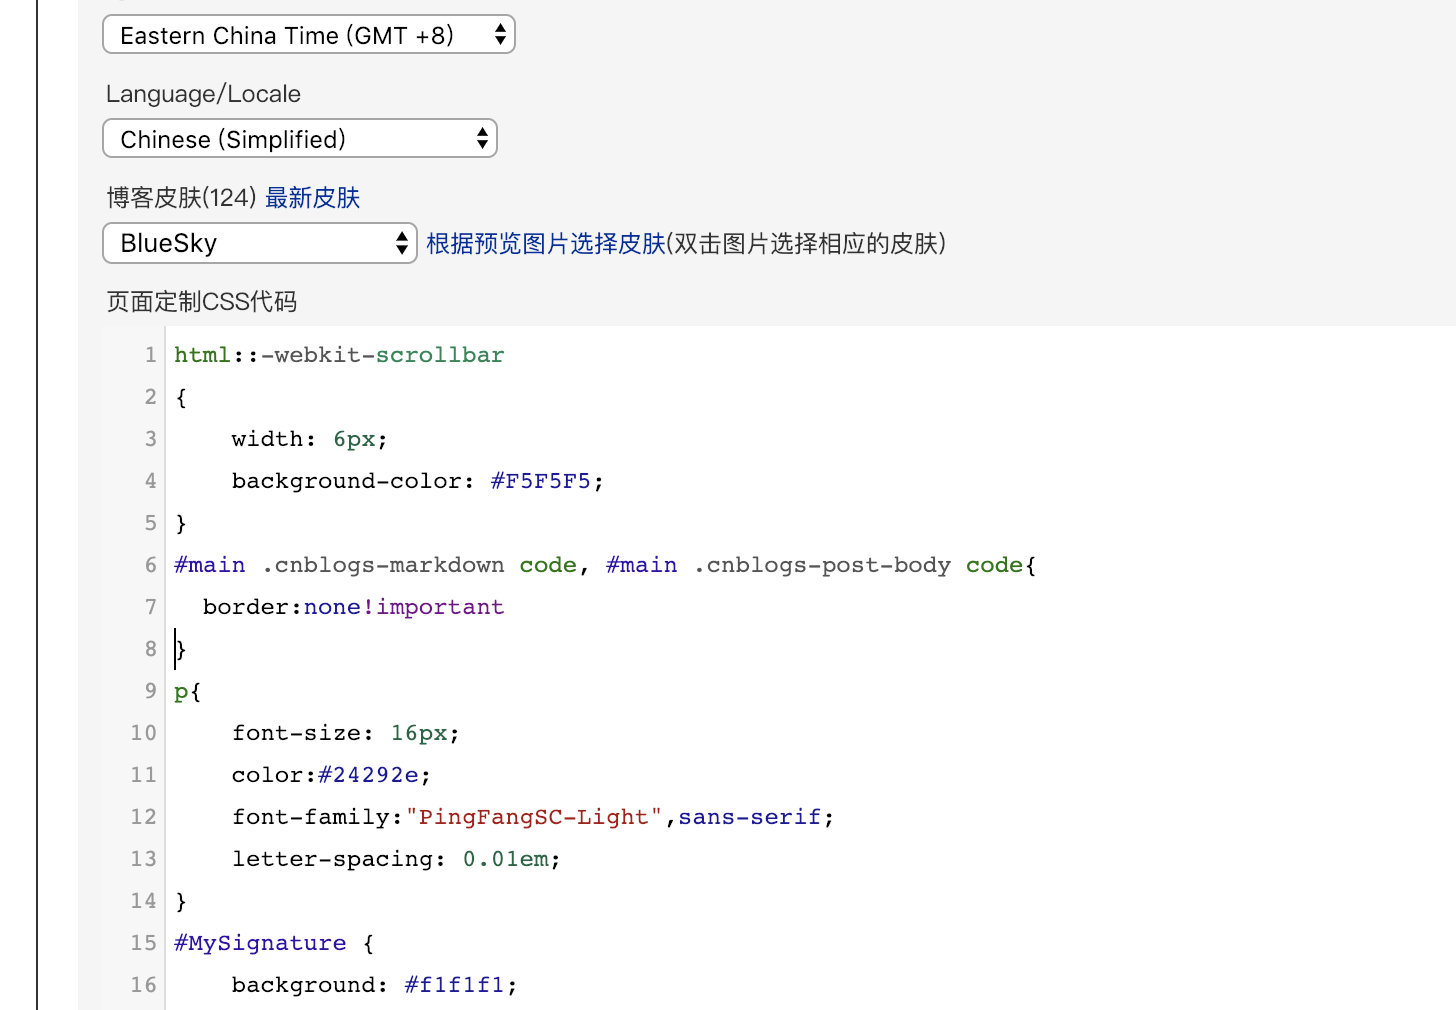 Eastern China Time (GMT +8)
Language/Locale
Chinese (Simplified)
博客皮肤(124) 最新皮肤
BlueSky 根据预览图片选择皮肤(双击图片选择相应的皮肤)
页面定制CSS代码
1 html::-webkit-scrollbar
2 {
3 width: 6px;
4 background-color: #F5F5F5;
5 }
6 #main .cnblogs-markdown code, #main .cnblogs-post-body code{
7 border:none!important
8 }
9 p{
10 font-size: 16px;
11 color:#24292e;
12 font-family:"PingFangSC-Light",sans-serif;
13 letter-spacing: 0.01em;
14 }
15 #MySignature {
16 background: #f1f1f1;